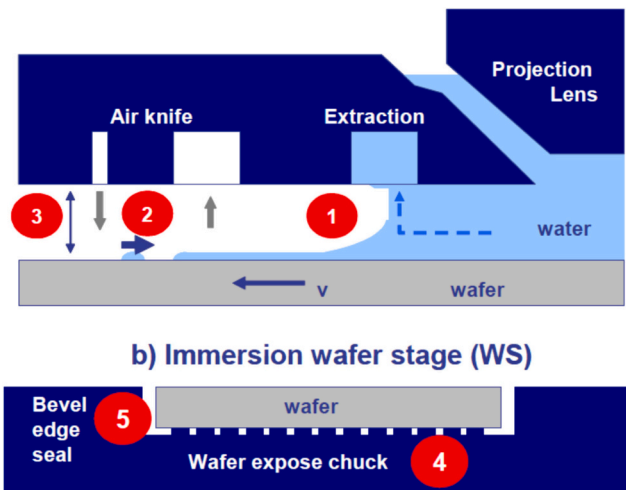 Projection
Lens
Air knife
Extraction
3
2
1
water
v
wafer
b) Immersion wafer stage (WS)
Bevel
edge
seal
5
wafer
Wafer expose chuck
4